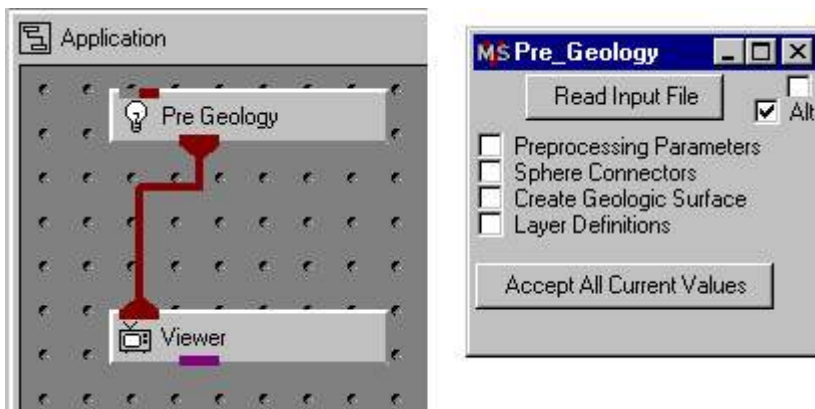 Application
Pre Geology
Viewer
MS Pre_Geology
Read Input File
Alt
Preprocessing Parameters
Sphere Connectors
Create Geologic Surface
Layer Definitions
Accept All Current Values